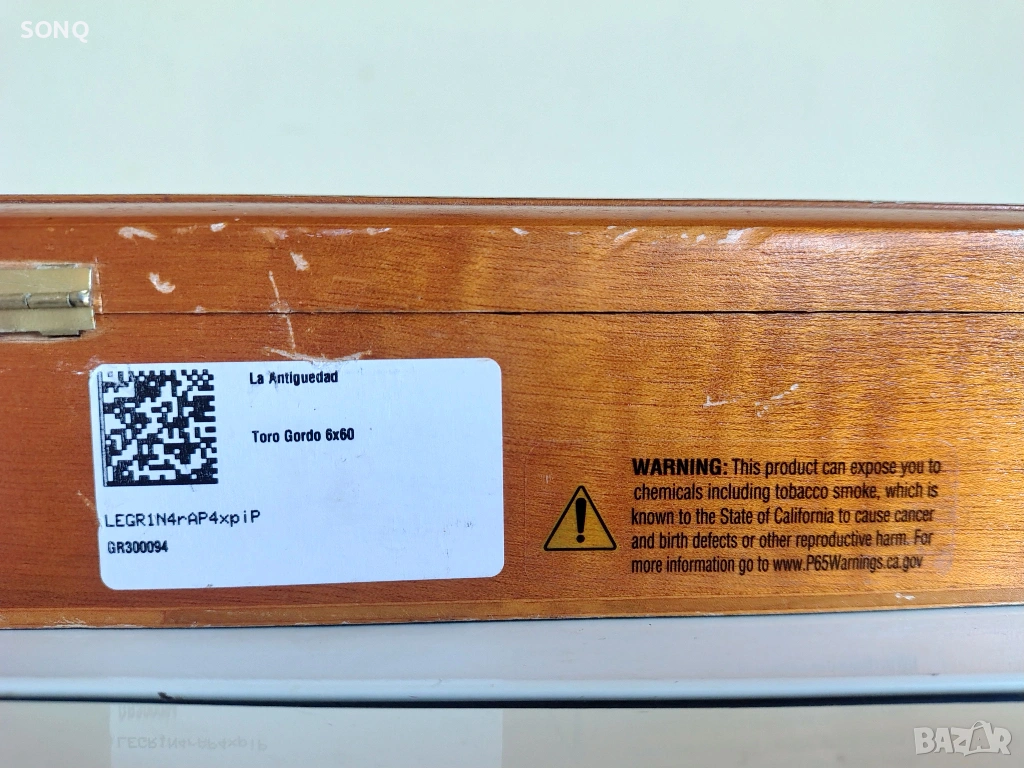 SONQ
La Antiguedad
Toro Gordo 6x60
LEGR1N4rAP4xpiP
GR300094
WARNING: This product can expose you to
chemicals including tobacco smoke, which is
known to the State of California to cause cancer
and birth defects or other reproductive harm. For
more information go to www.P65Warnings.ca.gov
BAZAR